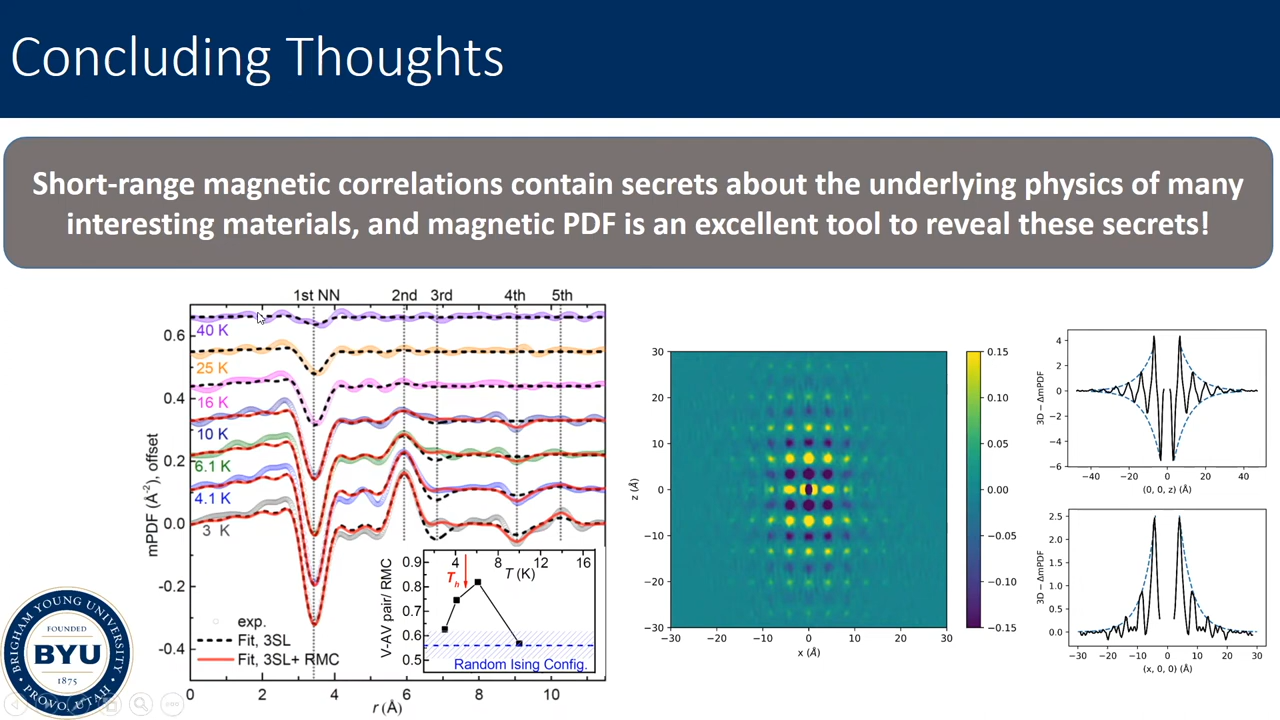 Concluding Thoughts
Short-range magnetic correlations contain secrets about the underlying physics of many
interesting materials, and magnetic PDF is an excellent tool to reveal these secrets!
1st NN 2nd 3rd 4th 5th
mPDF (Å⁻²), offset
0.6
0.4
0.2
0.0
-0.2
-0.4
40 K
25 K
16 K
10 K
6.1 K
4.1 K
3 K
exp.
Fit, 3SL
Fit, 3SL+ RMC
0 2 4 6 8 10
r (Å)
V-AV pair/ RMC
0.9
0.8
0.7
0.6
0.5
4 8 12 16
T (K)
Th
Random Ising Config.
z (Å)
30
20
10
0
−10
−20
−30
−30 −20 −10 0 10 20 30
x (Å)
0.15
0.10
0.05
0.00
−0.05
−0.10
−0.15
3D − ΔmPDF
4
2
0
−2
−4
−6
−40 −20 0 20 40
(0, 0, z) (Å)
3D − ΔmPDF
2.5
2.0
1.5
1.0
0.5
0.0
−30 −20 −10 0 10 20 30
(x, 0, 0) (Å)
BRIGHAM YOUNG UNIVERSITY
FOUNDED
BYU
1875
PROVO, UTAH